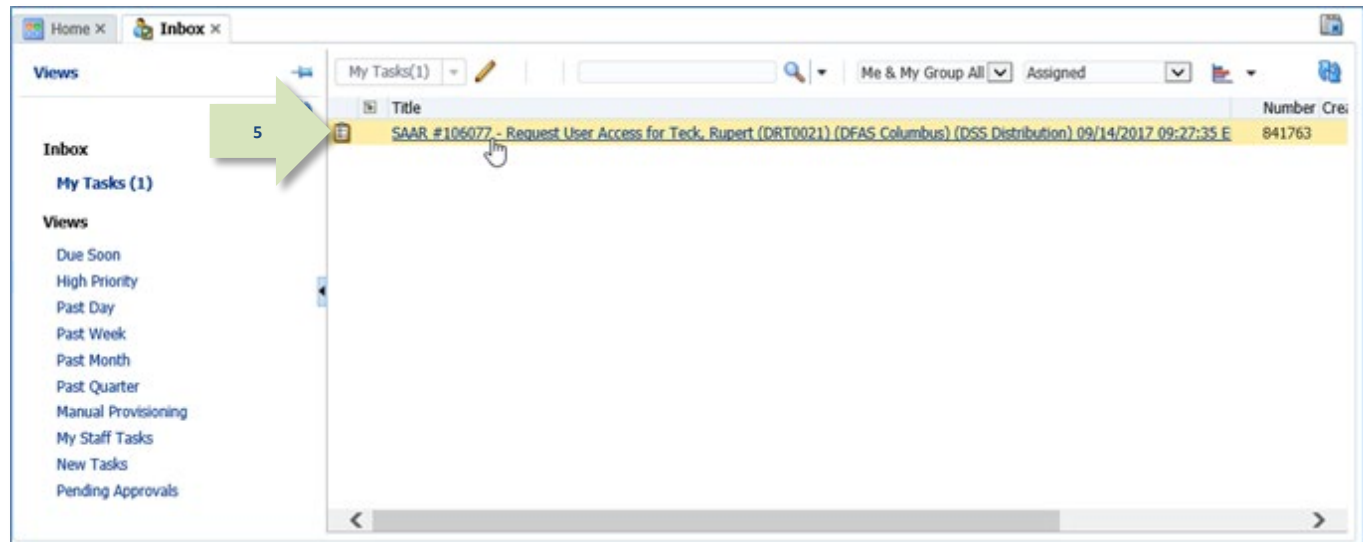 Home × Inbox ×
Views
My Tasks(1) Me & My Group All Assigned
Title Number Crea
5
SAAR #106077 - Request User Access for Teck, Rupert (DRT0021) (DFAS Columbus) (DSS Distribution) 09/14/2017 09:27:35 E 841763
Inbox
My Tasks (1)
Views
Due Soon
High Priority
Past Day
Past Week
Past Month
Past Quarter
Manual Provisioning
My Staff Tasks
New Tasks
Pending Approvals